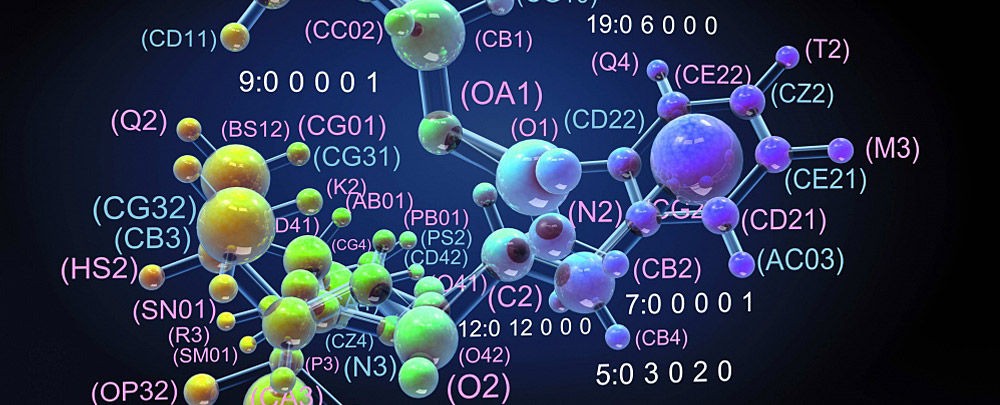 19:0 6 0 0 0
(CD11)
(CC02)
(CB1)
(Q4)
(CE22)
(T2)
9:0 0 0 0 1
(OA1)
(CZ2)
(Q2)
(BS12)
(CG01)
(O1)
(CD22)
(CG31)
(M3)
(K2)
(AB01)
(CE21)
(CG32)
(PB01)
(N2)
(CD21)
(CB3)
(CG4)
(PS2)
(CD42)
(HS2)
(C2)
(CB2)
(AC03)
(SN01)
7:0 0 0 0 1
(R3)
12:0 12 0 0 0
(CB4)
(SM01)
(CZ4)
(P3)
(N3)
(O42)
5:0 3 0 2 0
(OP32)
(O2)